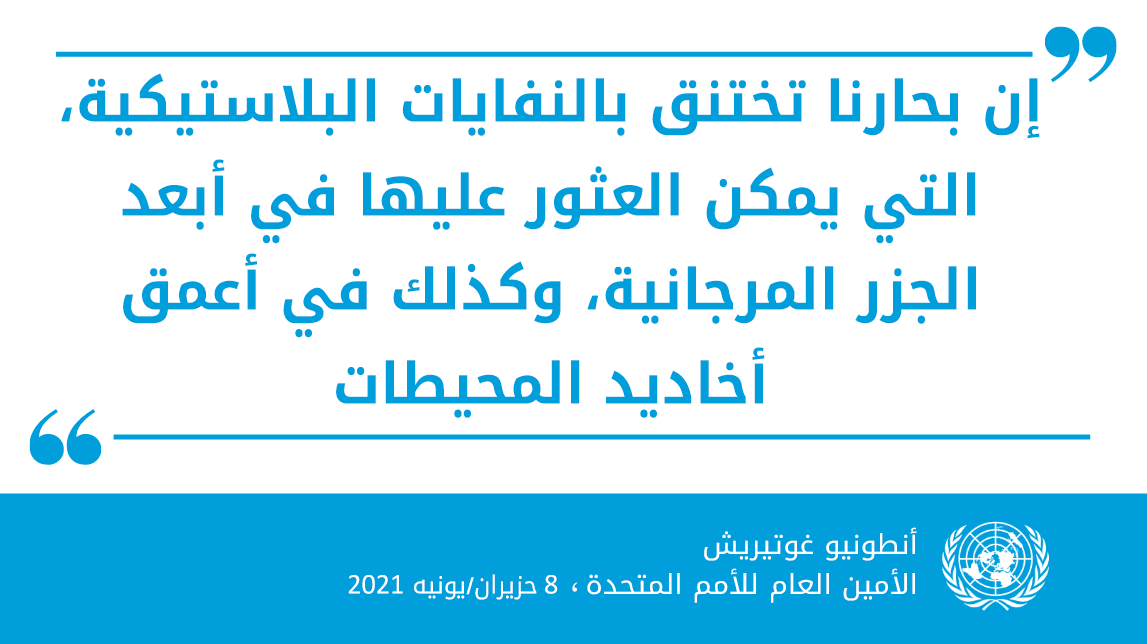 إن بحارنا تختنق بالنفايات البلاستيكية،
التي يمكن العثور عليها في أبعد
الجزر المرجانية، وكذلك في أعمق
أخاديد المحيطات
أنطونيو غوتيريش
الأمين العام للأمم المتحدة ، 8 حزيران/يونيه 2021